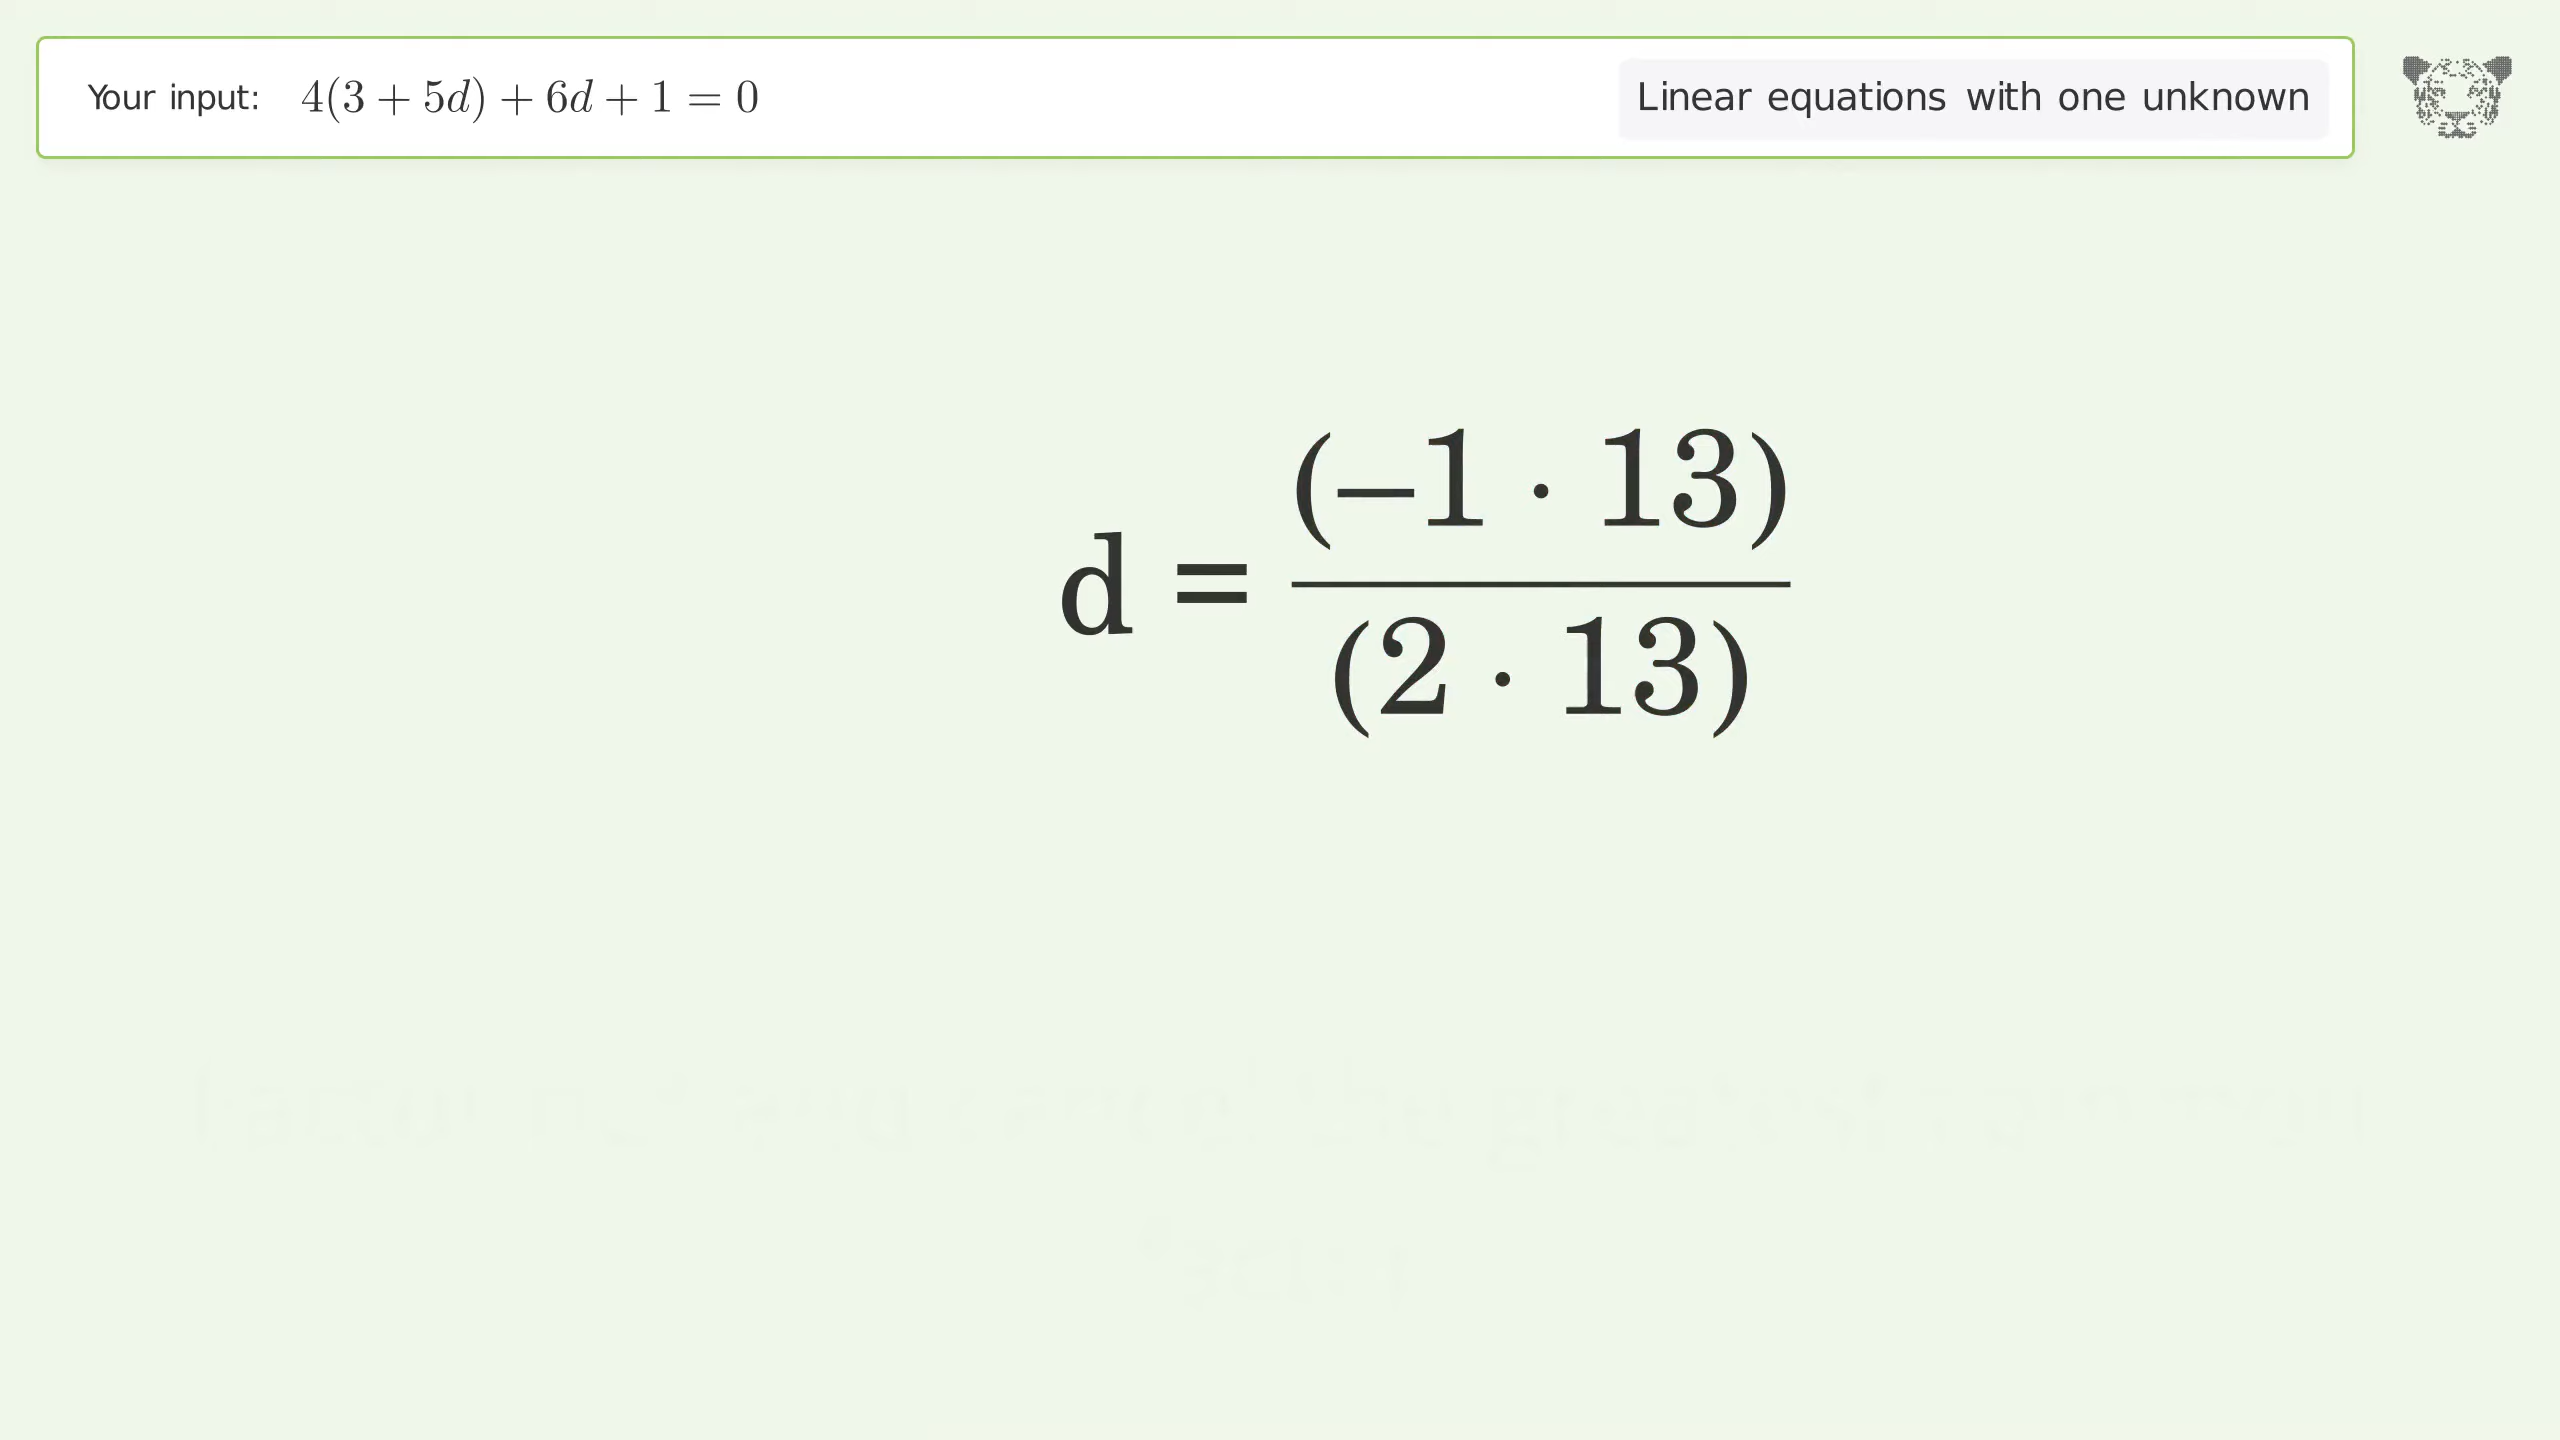 Your input: 4(3 + 5d) + 6d + 1 = 0
Linear equations with one unknown
d = (–1 · 13) / (2 · 13)